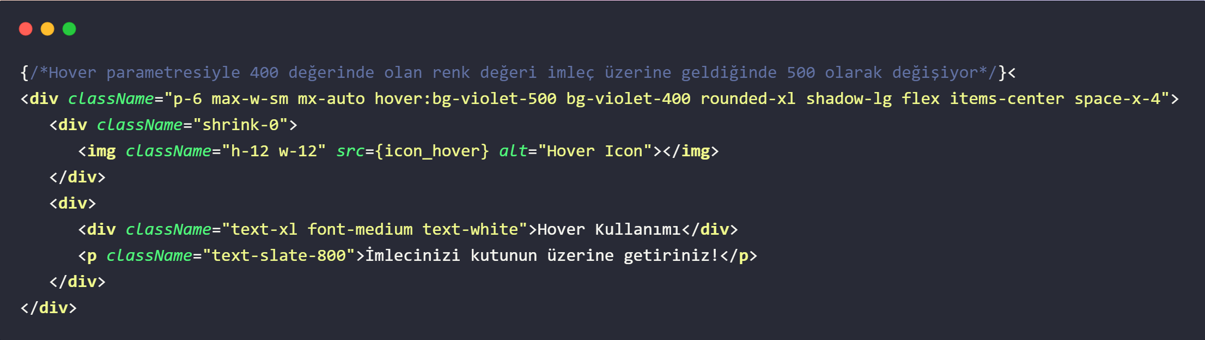 {/*Hover parametresiyle 400 değerinde olan renk değeri imleç üzerine geldiğinde 500 olarak değişiyor*/}<
<div className="p-6 max-w-sm mx-auto hover:bg-violet-500 bg-violet-400 rounded-xl shadow-lg flex items-center space-x-4">
   <div className="shrink-0">
      <img className="h-12 w-12" src={icon_hover} alt="Hover Icon"></img>
   </div>
   <div>
      <div className="text-xl font-medium text-white">Hover Kullanımı</div>
      <p className="text-slate-800">İmlecinizi kutunun üzerine getiriniz!</p>
   </div>
</div>